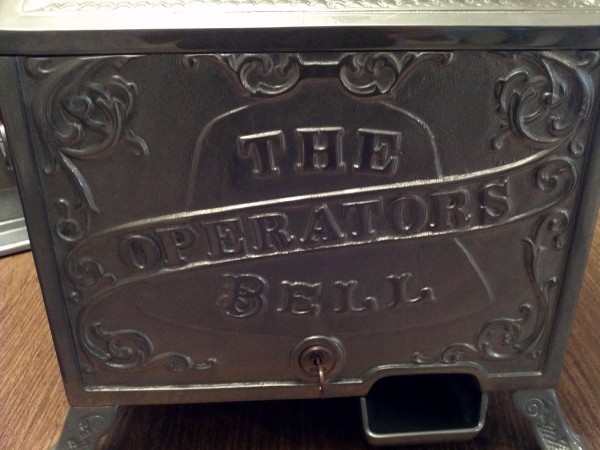 THE
OPERATORS
BELL